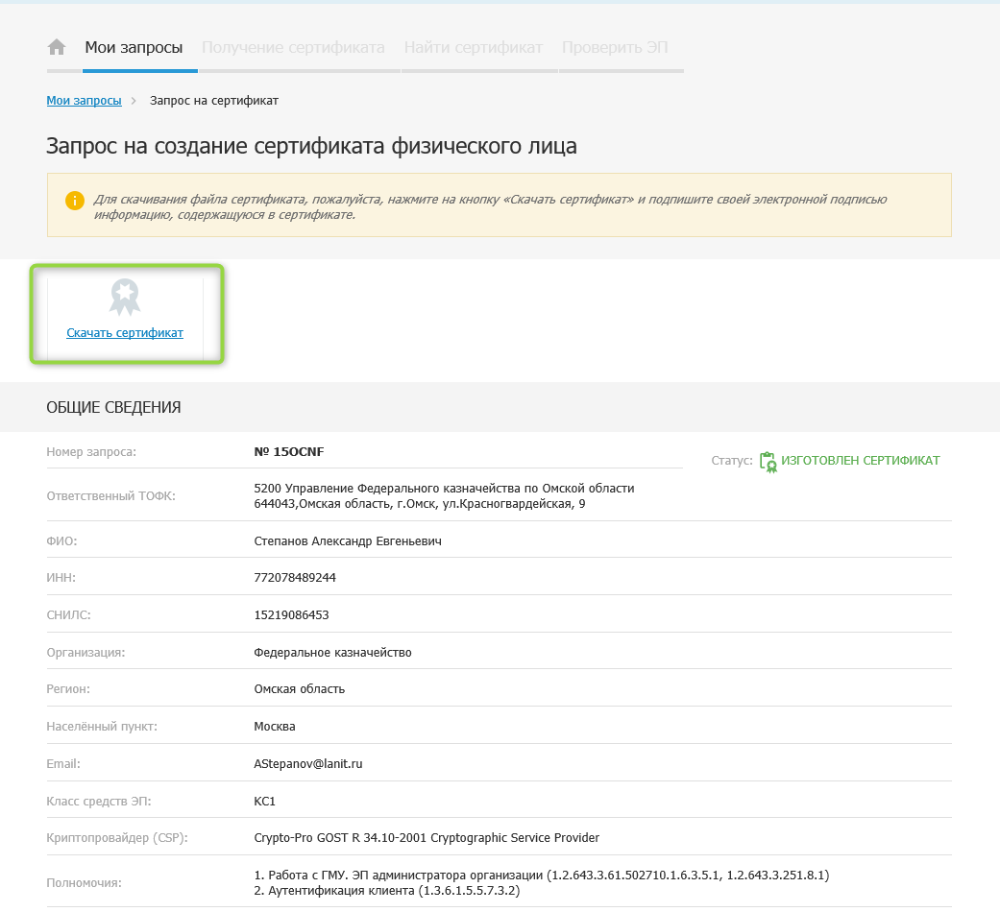 Мои запросы Получение сертификата Найти сертификат Проверить ЭП
Мои запросы > Запрос на сертификат
Запрос на создание сертификата физического лица
Для скачивания файла сертификата, пожалуйста, нажмите на кнопку «Скачать сертификат» и подпишите своей электронной подписью
информацию, содержащуюся в сертификате.
Скачать сертификат
ОБЩИЕ СВЕДЕНИЯ
Номер запроса: № 15OCNF
Статус: ИЗГОТОВЛЕН СЕРТИФИКАТ
Ответственный ТОФК: 5200 Управление Федерального казначейства по Омской области
644043,Омская область, г.Омск, ул.Красногвардейская, 9
ФИО: Степанов Александр Евгеньевич
ИНН: 772078489244
СНИЛС: 15219086453
Организация: Федеральное казначейство
Регион: Омская область
Населённый пункт: Москва
Email: AStepanov@lanit.ru
Класс средств ЭП: КС1
Криптопровайдер (CSP): Crypto-Pro GOST R 34.10-2001 Cryptographic Service Provider
Полномочия: 1. Работа с ГМУ. ЭП администратора организации (1.2.643.3.61.502710.1.6.3.5.1, 1.2.643.3.251.8.1)
2. Аутентификация клиента (1.3.6.1.5.5.7.3.2)